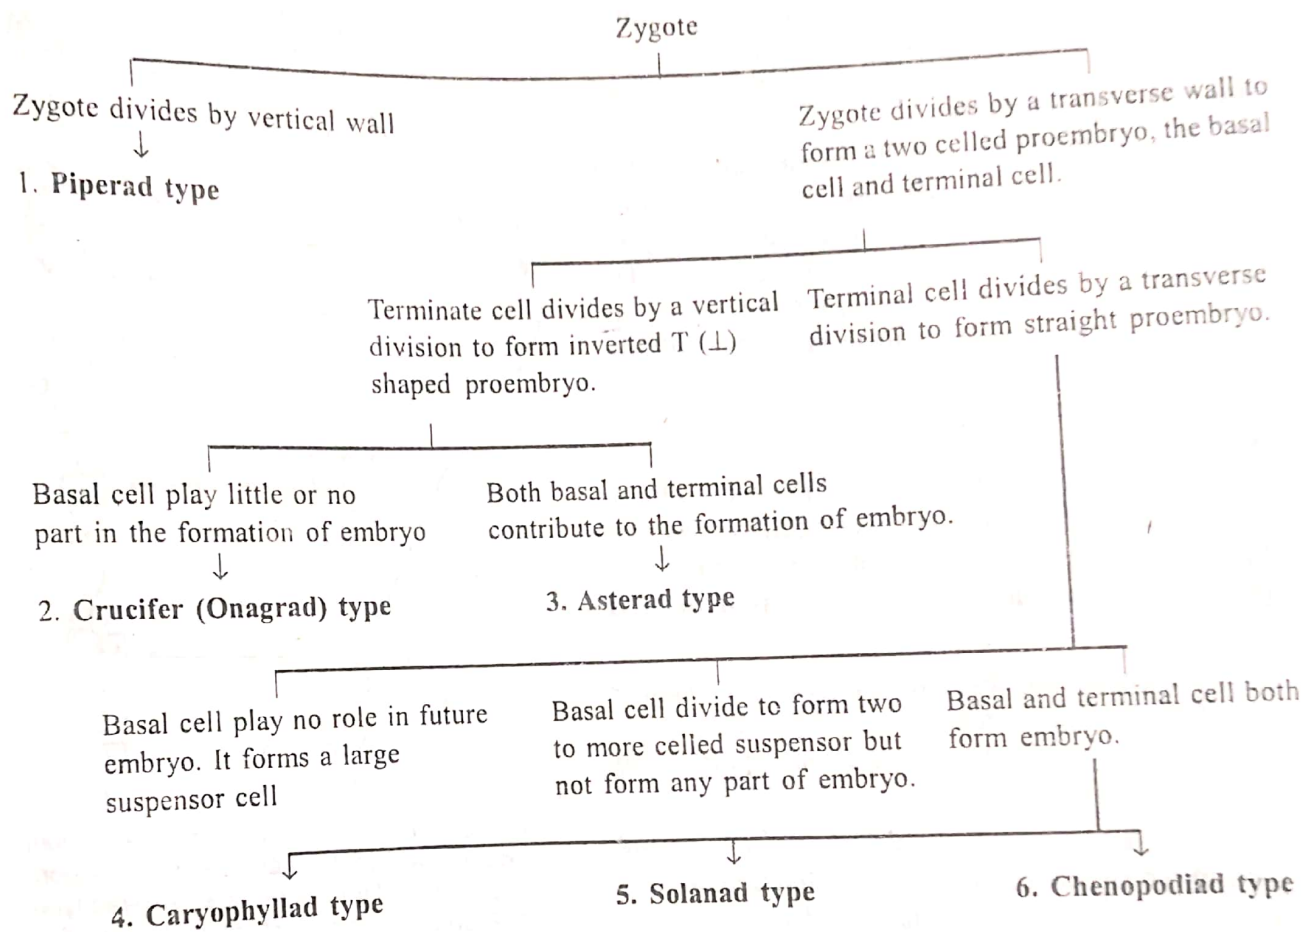 Zygote
Zygote divides by vertical wall
1. Piperad type
Zygote divides by a transverse wall to
form a two celled proembryo, the basal
cell and terminal cell.
Terminate cell divides by a vertical
division to form inverted T (⊥)
shaped proembryo.
Terminal cell divides by a transverse
division to form straight proembryo.
Basal cell play little or no
part in the formation of embryo
2. Crucifer (Onagrad) type
Both basal and terminal cells
contribute to the formation of embryo.
3. Asterad type
Basal cell play no role in future
embryo. It forms a large
suspensor cell
Basal cell divide to form two
to more celled suspensor but
not form any part of embryo.
Basal and terminal cell both
form embryo.
4. Caryophyllad type
5. Solanad type
6. Chenopodiad type